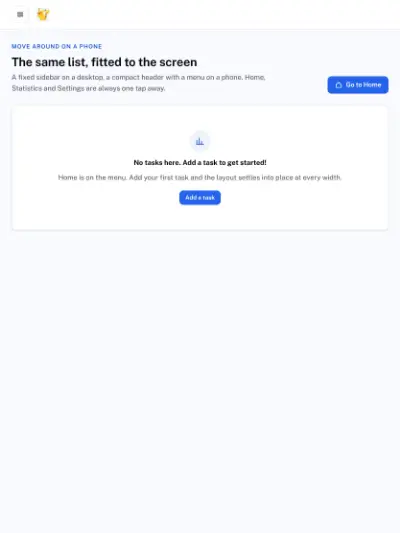 MOVE AROUND ON A PHONE
The same list, fitted to the screen
A fixed sidebar on a desktop, a compact header with a menu on a phone. Home,
Statistics and Settings are always one tap away.
Go to Home
No tasks here. Add a task to get started!
Home is on the menu. Add your first task and the layout settles into place at every width.
Add a task